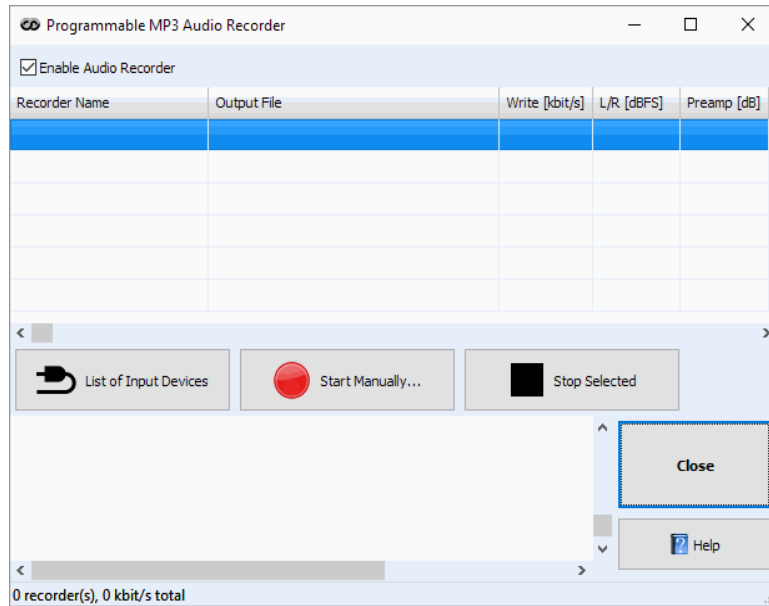 Programmable MP3 Audio Recorder
Enable Audio Recorder
Recorder Name Output File Write [kbit/s] L/R [dBFS] Preamp [dB]
List of Input Devices Start Manually... Stop Selected
Close
Help
0 recorder(s), 0 kbit/s total